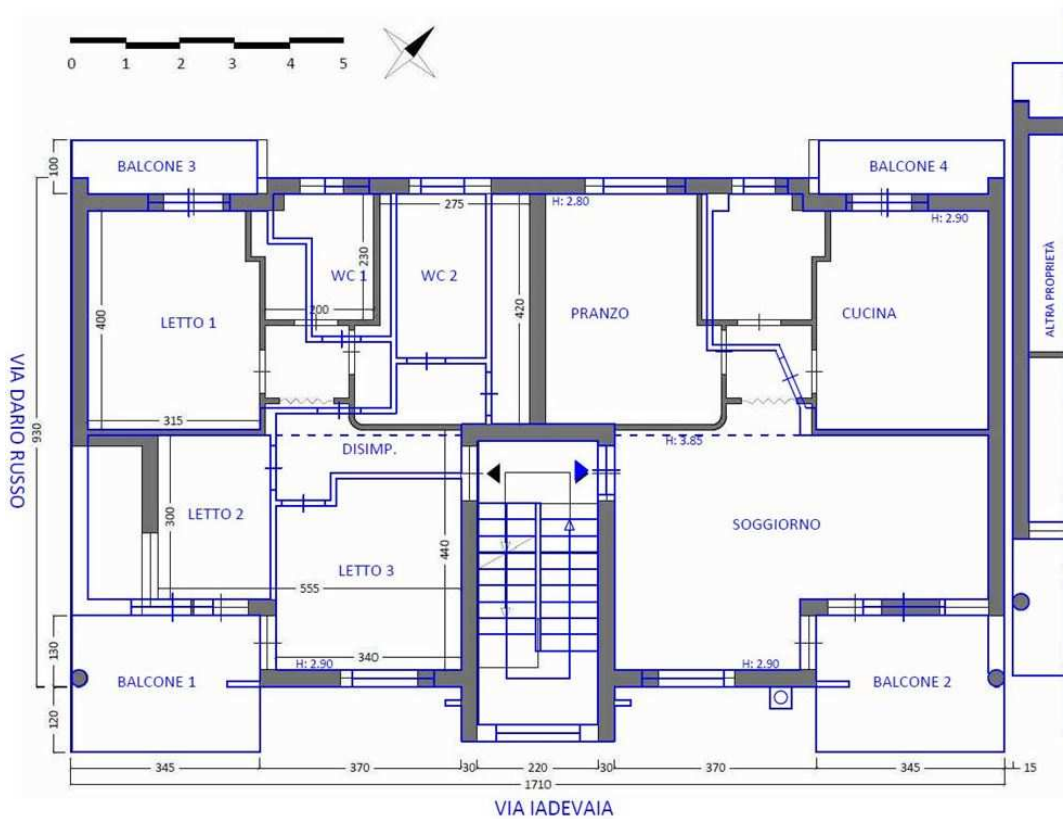 0 1 2 3 4 5
100
BALCONE 3
BALCONE 4
275
H: 2.80
H: 2.90
230
WC 1
WC 2
200
400
LETTO 1
420
PRANZO
CUCINA
ALTRA PROPRIETÀ
315
VIA DARIO RUSSO
930
DISIMP.
H: 3.85
LETTO 2
300
440
SOGGIORNO
LETTO 3
555
340
H: 2.90
H: 2.90
130
BALCONE 1
BALCONE 2
120
345 370 30 220 30 370 345 15
1710
VIA IADEVAIA